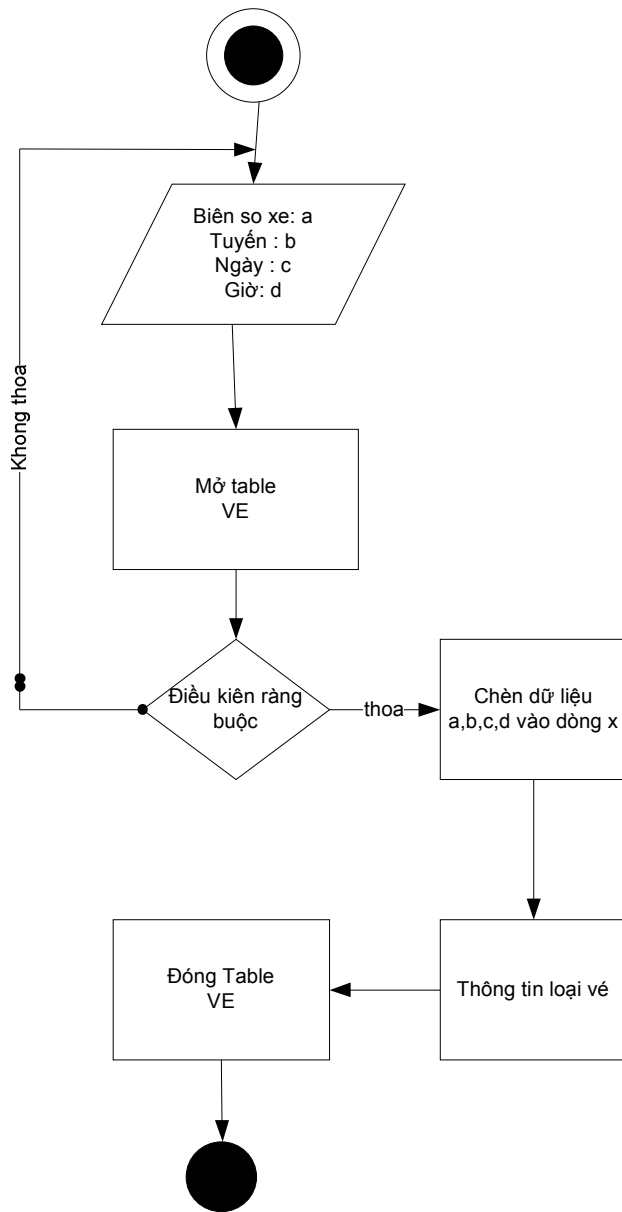 Biên so xe: a
Tuyến : b
Ngày : c
Giờ: d
Khong thoa
Mở table
VE
Điều kiên ràng
buộc
thoa
Chèn dữ liệu
a,b,c,d vào dòng x
Đóng Table
VE
Thông tin loại vé